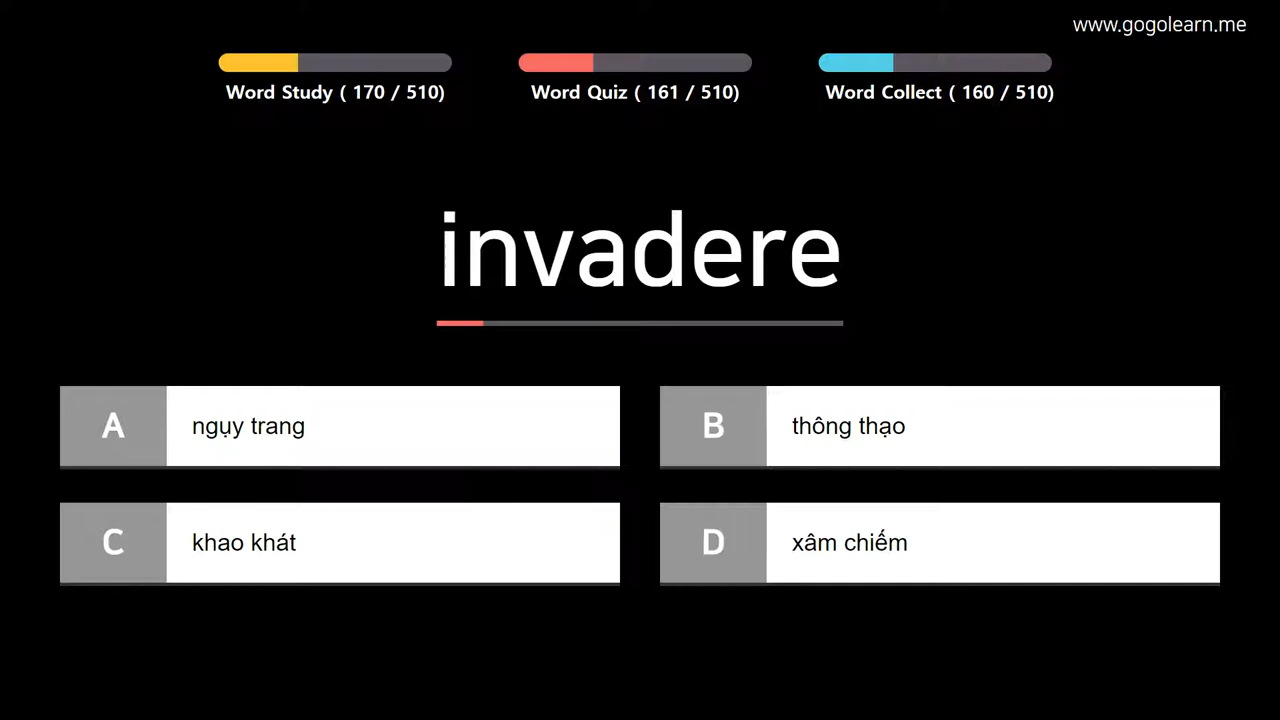 www.gogolearn.me
Word Study ( 170 / 510)
Word Quiz ( 161 / 510)
Word Collect ( 160 / 510)
invadere
A ngụy trang
B thông thạo
C khao khát
D xâm chiếm